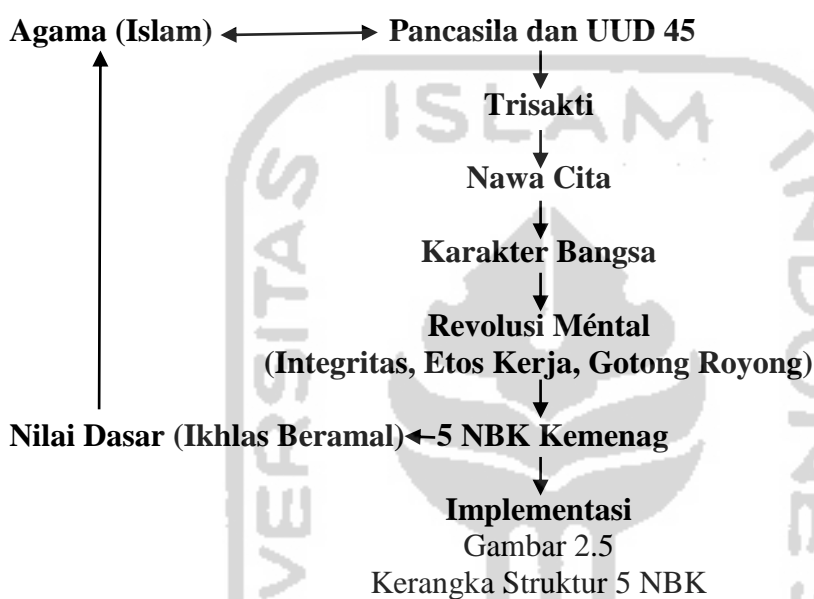 Agama (Islam) Pancasila dan UUD 45
Trisakti
Nawa Cita
Karakter Bangsa
Revolusi Méntal
(Integritas, Etos Kerja, Gotong Royong)
Nilai Dasar (Ikhlas Beramal) 5 NBK Kemenag
Implementasi
Gambar 2.5
Kerangka Struktur 5 NBK
ISLAM